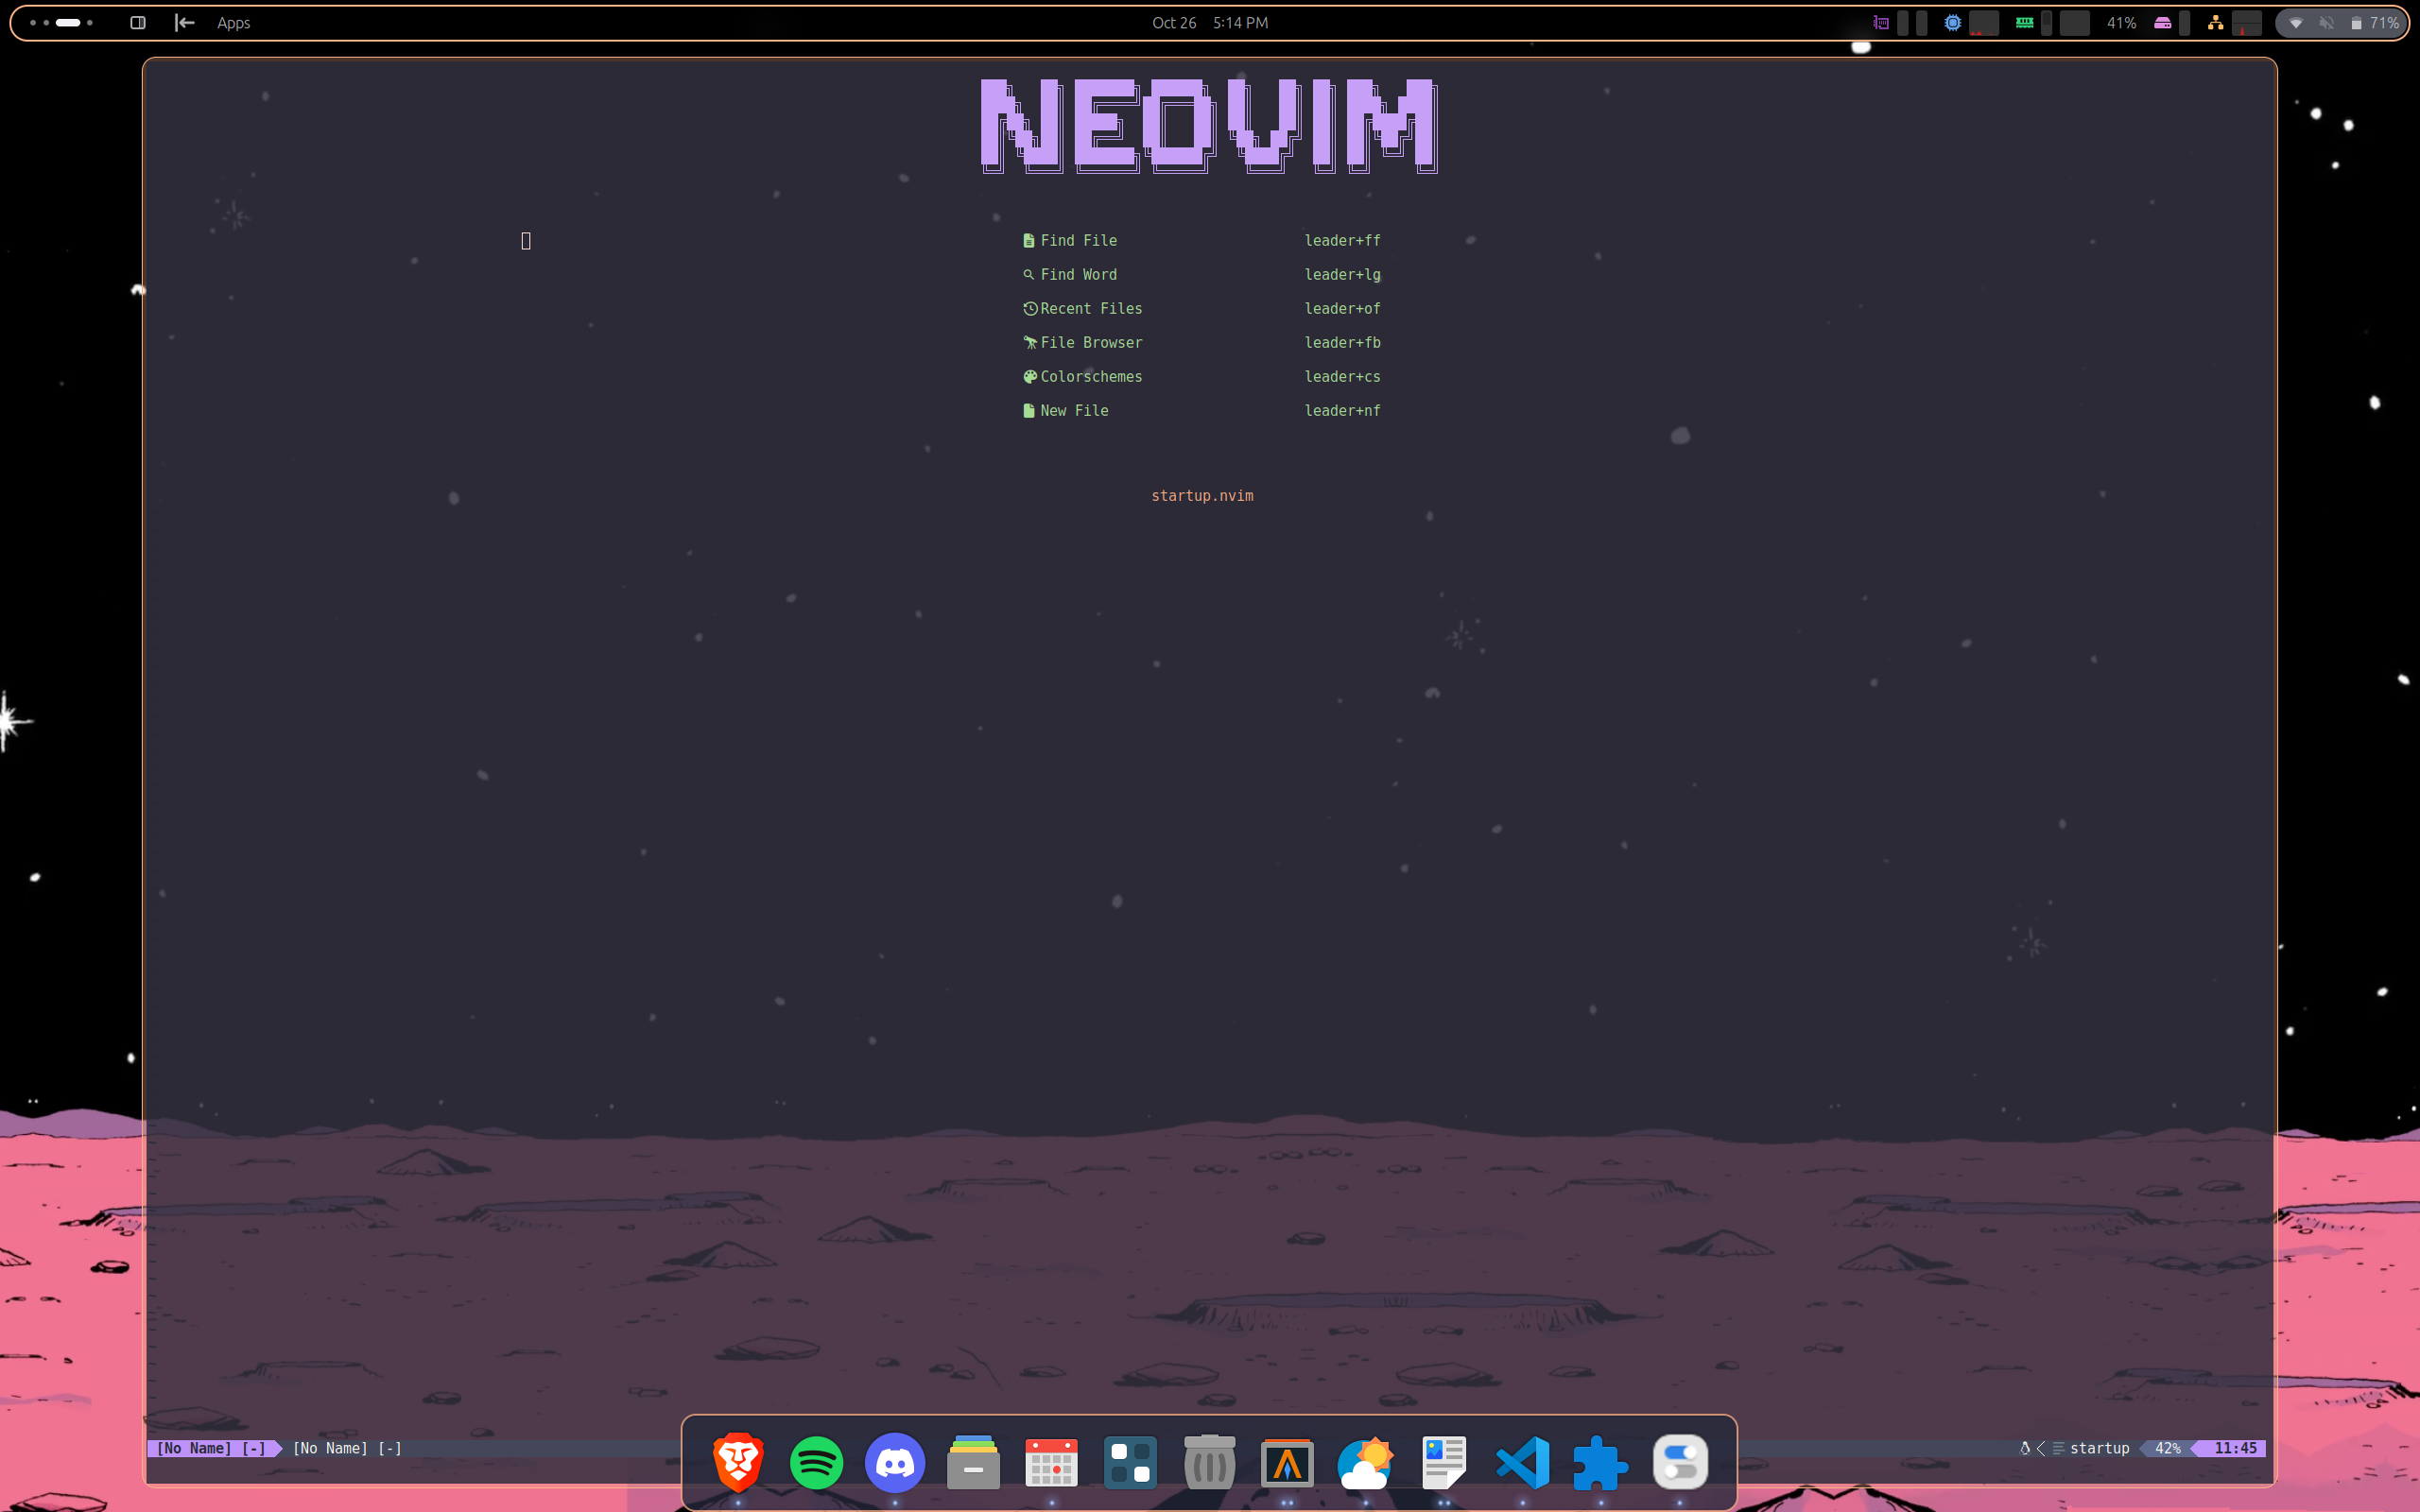 Apps
Oct 26 5:14 PM
41%
71%
NEOVIM
Find File leader+ff
Find Word leader+lg
Recent Files leader+of
File Browser leader+fb
Colorschemes leader+cs
New File leader+nf
startup.nvim
[No Name] [-] [No Name] [-]
startup 42% 11:45